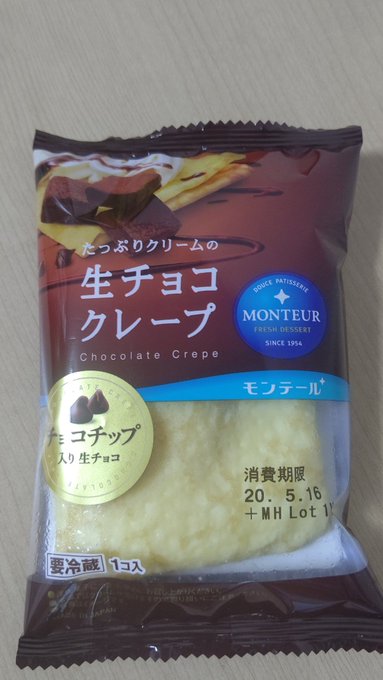 たっぷりクリームの
生チョコ
クレープ
Chocolate Crepe
DOUCE PATISSERIE
MONTEUR
FRESH DESSERT
SINCE 1954
モンテール
チョコチップ
入り生チョコ
消費期限
20. 5.16
+MH Lot
要冷蔵 1コ入